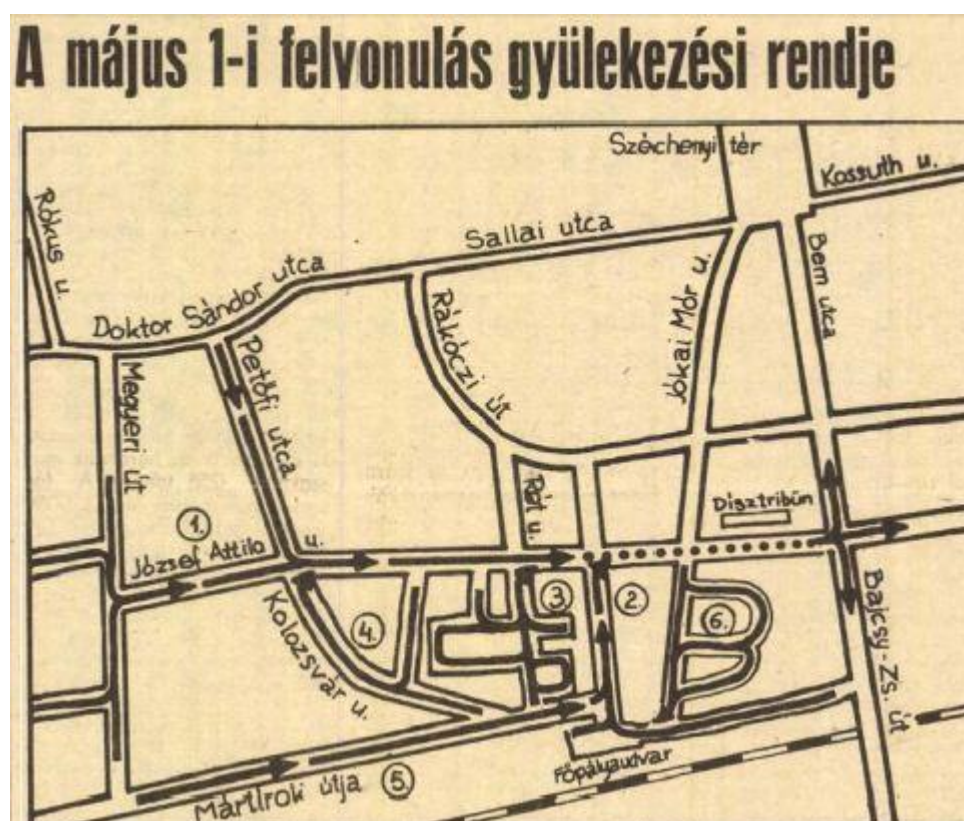 A május 1-i felvonulás gyülekezési rendje
Széchenyi tér
Kossuth u.
Rókus u.
Sallai utca
Bem utca
Doktor Sándor utca
Jókai Mór u.
Rákóczi út
Petőfi utca
Megyeri út
Rát u.
Dísztribün
1.
József Attila u.
Kolozsvár u.
4.
3.
2.
6.
Bajcsy-Zs. út
Főpályaudvar
Mártírok útja
5.